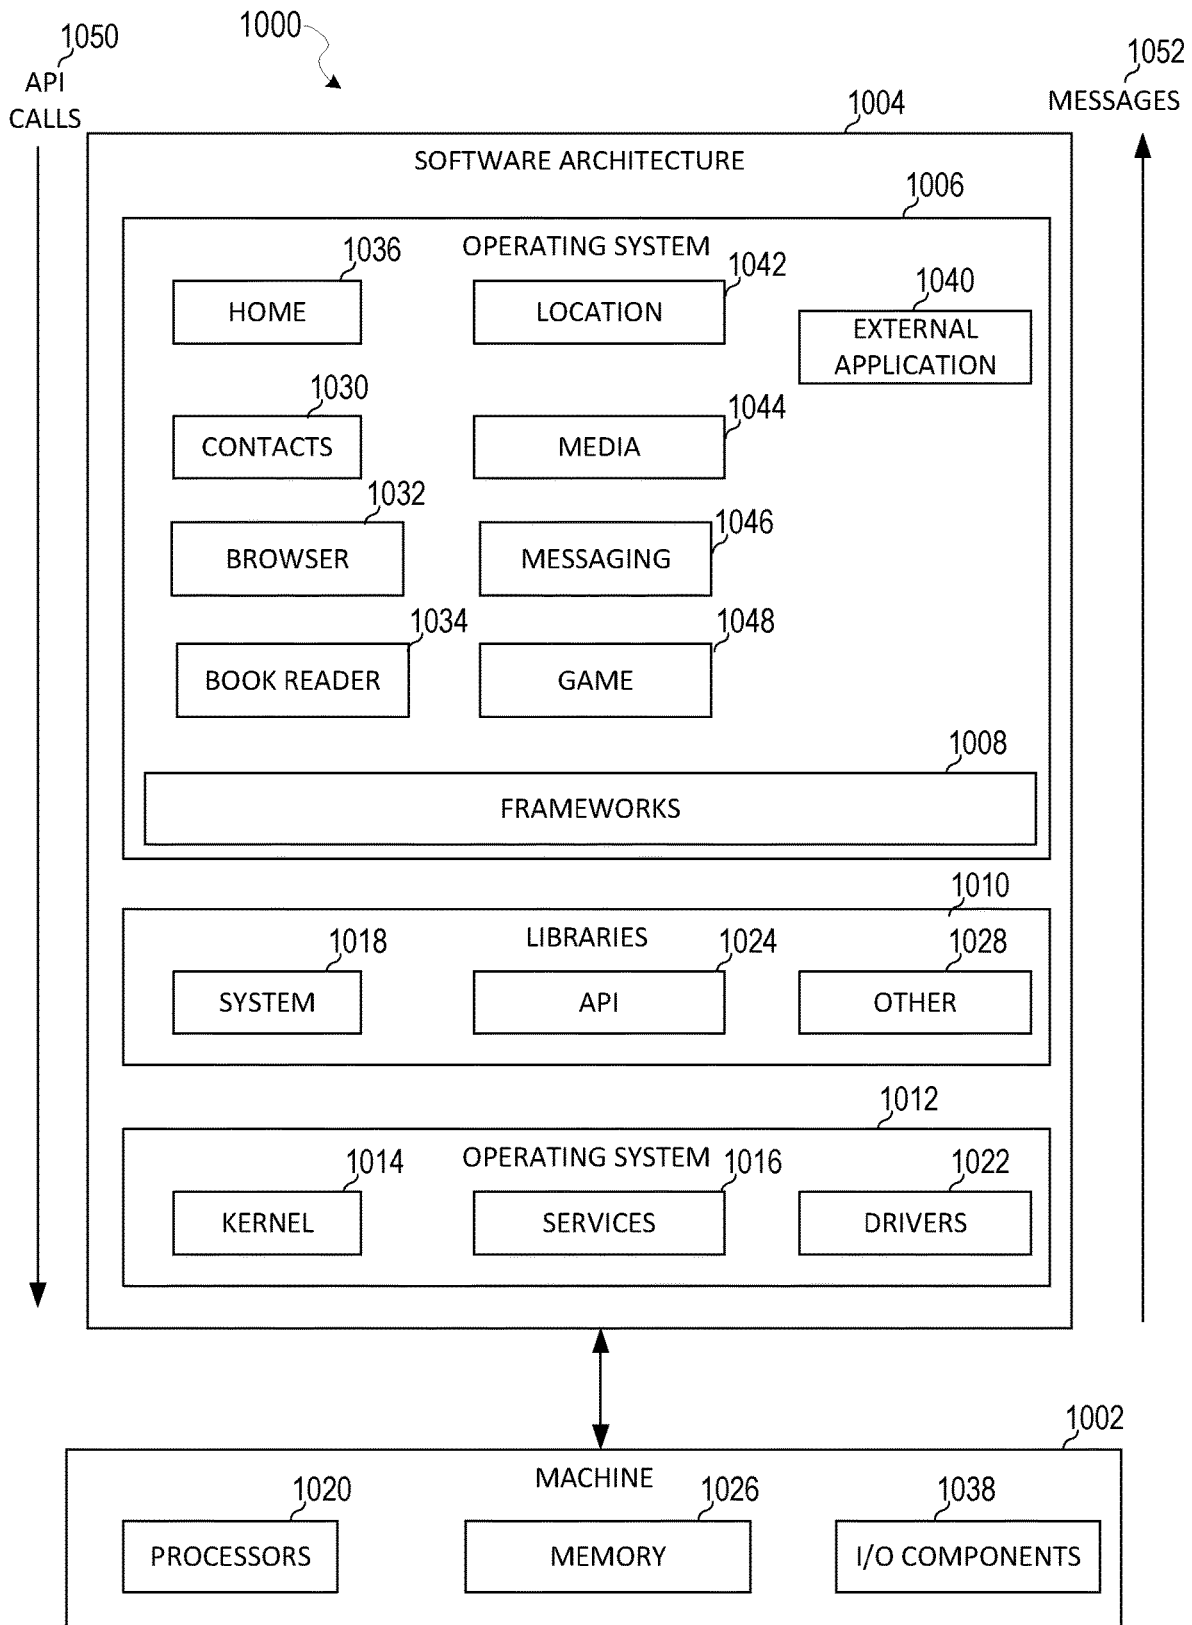 1050
1000
1052
API
CALLS
MESSAGES
1004
SOFTWARE ARCHITECTURE
1006
OPERATING SYSTEM
1036
1042
1040
HOME
LOCATION
EXTERNAL
APPLICATION
1030
1044
CONTACTS
MEDIA
1032
1046
BROWSER
MESSAGING
1034
1048
BOOK READER
GAME
1008
FRAMEWORKS
1010
LIBRARIES
1018
1024
1028
SYSTEM
API
OTHER
1012
OPERATING SYSTEM
1014
1016
1022
KERNEL
SERVICES
DRIVERS
1002
MACHINE
1020
1026
1038
PROCESSORS
MEMORY
I/O COMPONENTS